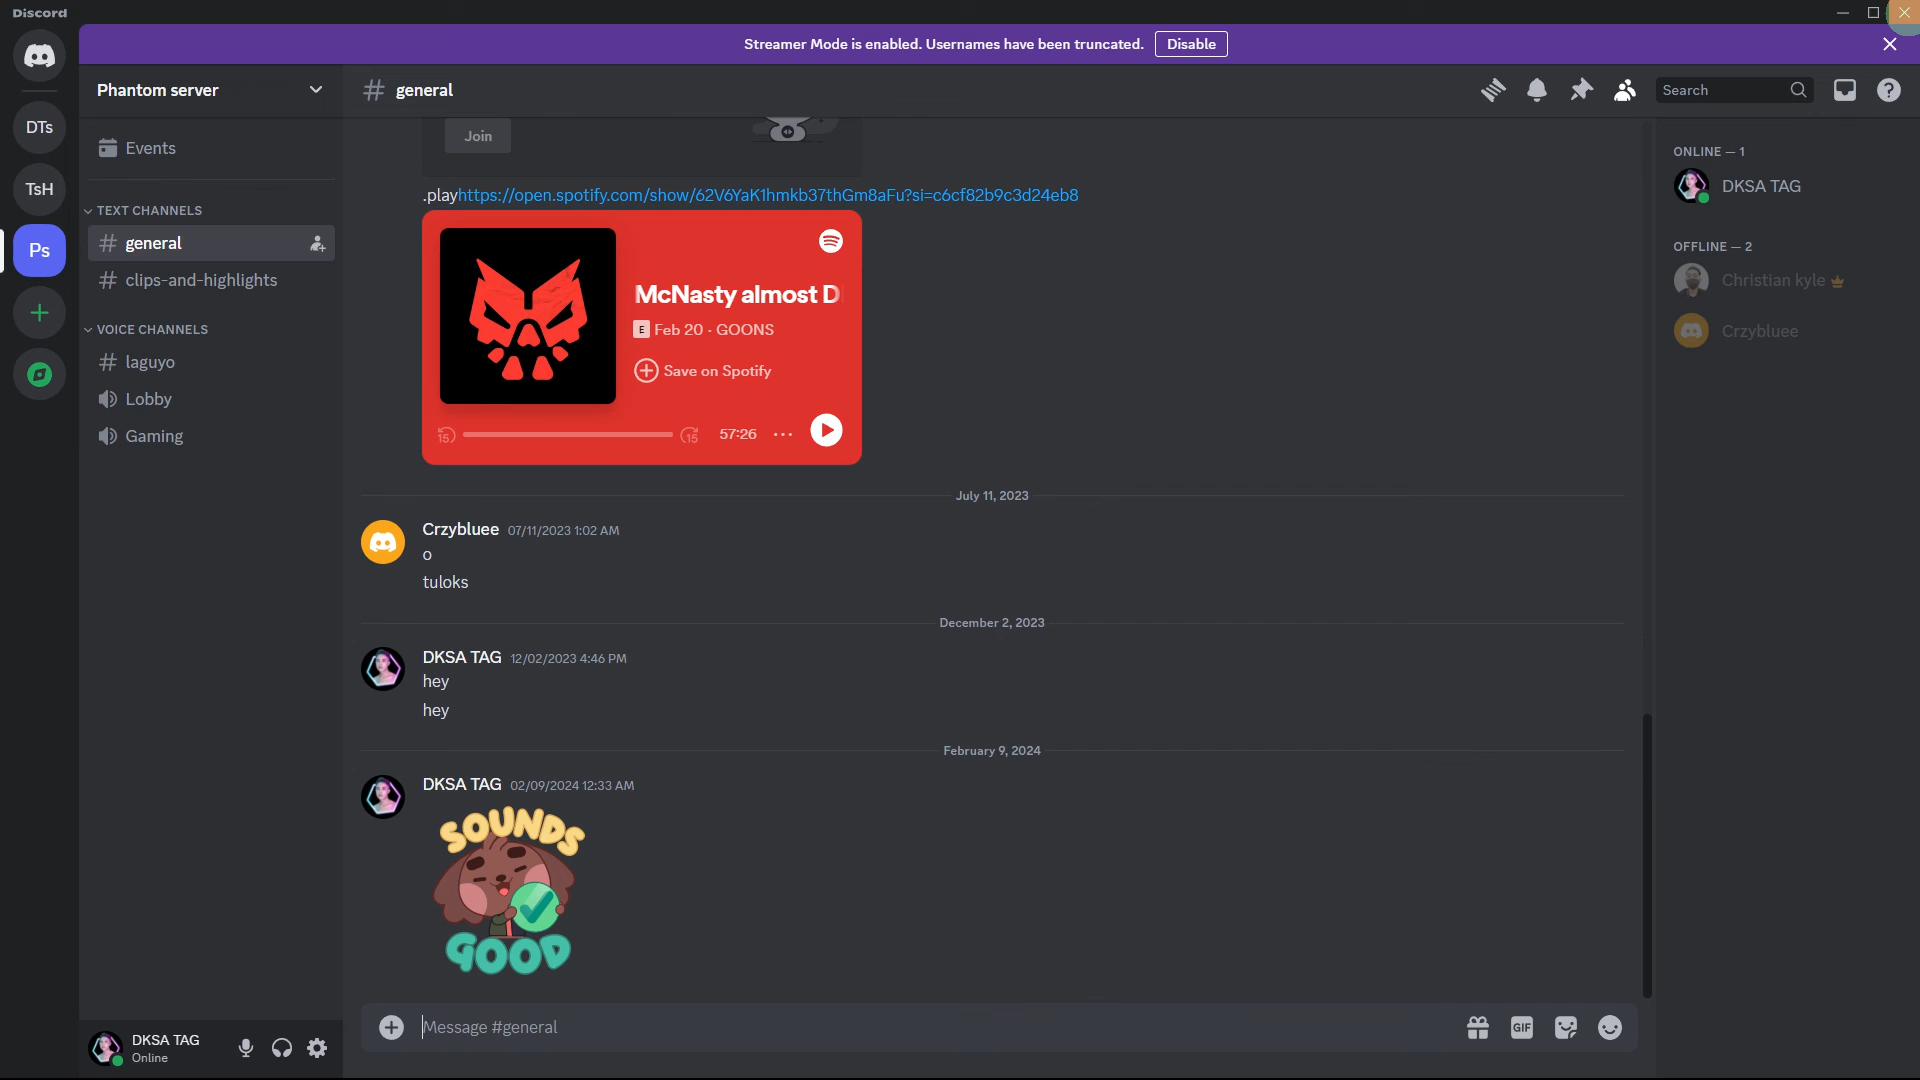 Discord
Streamer Mode is enabled. Usernames have been truncated. Disable
DTs
TsH
Ps
Phantom server
Events
TEXT CHANNELS
general
clips-and-highlights
VOICE CHANNELS
laguyo
Lobby
Gaming
DKSA TAG
Online
general
Search
Join
.playhttps://open.spotify.com/show/62V6YaK1hmkb37thGm8aFu?si=c6cf82b9c3d24eb8
McNasty almost D
E Feb 20 · GOONS
Save on Spotify
15 15 57:26
July 11, 2023
Crzybluee 07/11/2023 1:02 AM
o
tuloks
December 2, 2023
DKSA TAG 12/02/2023 4:46 PM
hey
hey
February 9, 2024
DKSA TAG 02/09/2024 12:33 AM
SOUNDS
GOOD
Message #general
GIF
ONLINE — 1
DKSA TAG
OFFLINE — 2
Christian kyle
Crzybluee